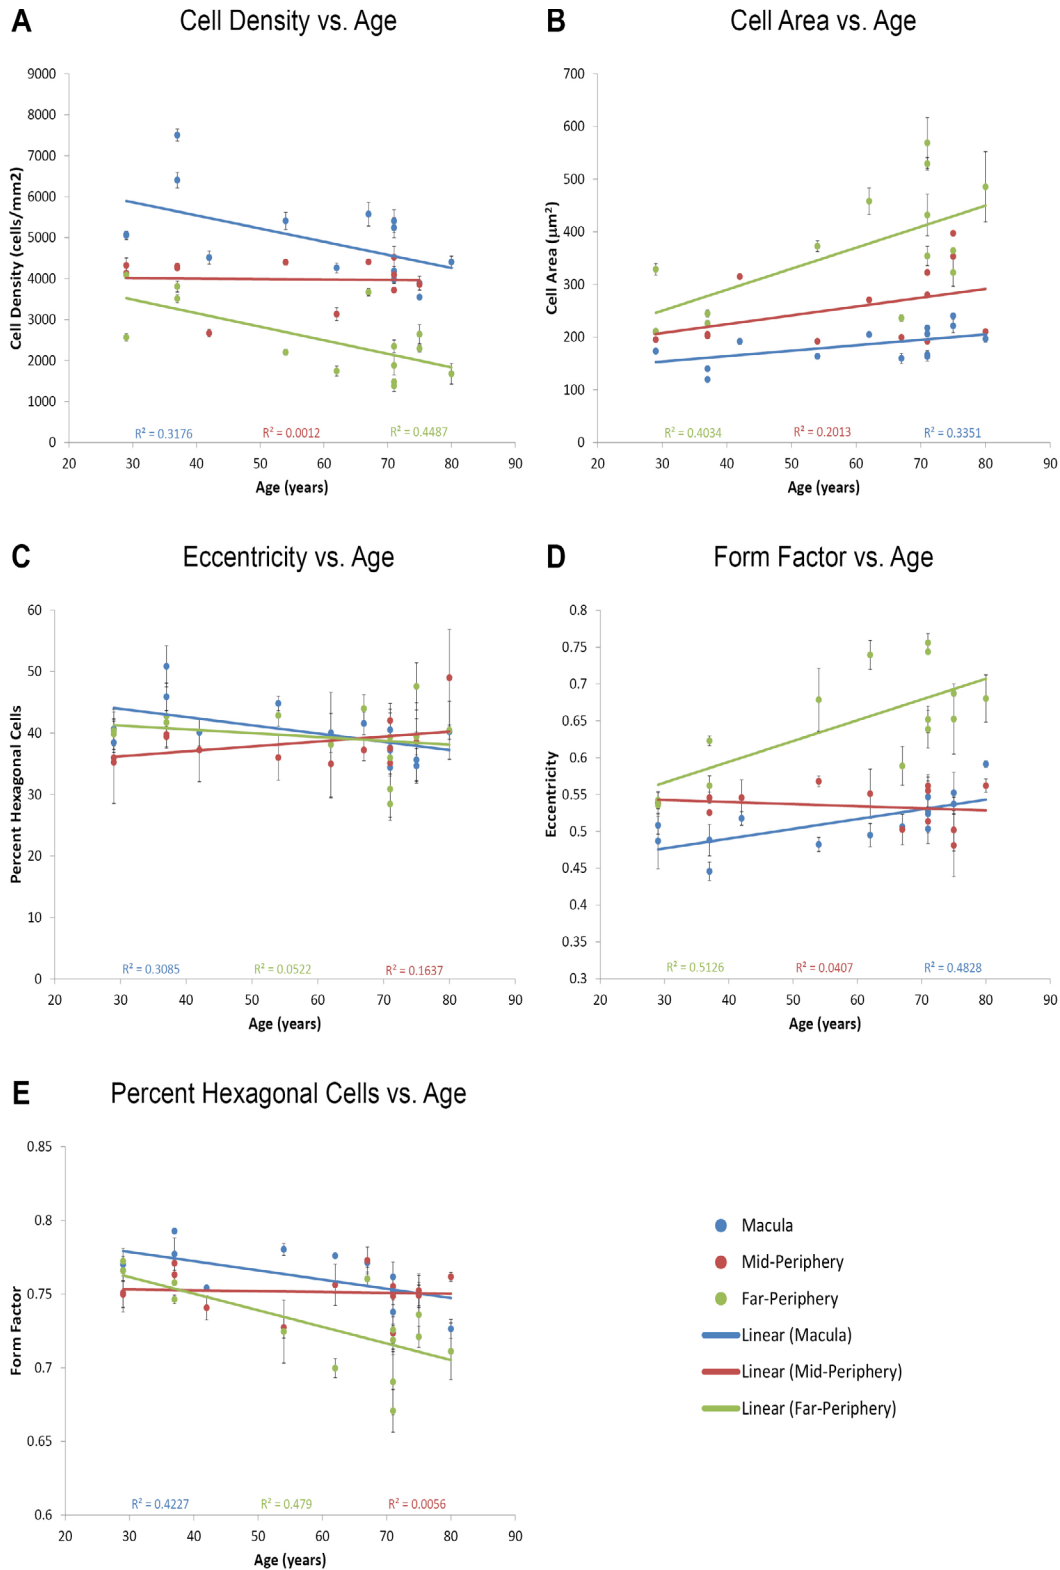 A Cell Density vs. Age
9000
8000
7000
6000
5000
4000
3000
2000
1000
0
Cell Density (cells/mm2)
R² = 0.3176 R² = 0.0012 R² = 0.4487
20 30 40 50 60 70 80 90
Age (years)
B Cell Area vs. Age
700
600
500
400
300
200
100
0
Cell Area (µm²)
R² = 0.4034 R² = 0.2013 R² = 0.3351
20 30 40 50 60 70 80 90
Age (years)
C Eccentricity vs. Age
60
50
40
30
20
10
0
Percent Hexagonal Cells
R² = 0.3085 R² = 0.0522 R² = 0.1637
20 30 40 50 60 70 80 90
Age (years)
D Form Factor vs. Age
0.8
0.75
0.7
0.65
0.6
0.55
0.5
0.45
0.4
0.35
0.3
Eccentricity
R² = 0.5126 R² = 0.0407 R² = 0.4828
20 30 40 50 60 70 80 90
Age (years)
E Percent Hexagonal Cells vs. Age
0.85
0.8
0.75
0.7
0.65
0.6
Form Factor
R² = 0.4227 R² = 0.479 R² = 0.0056
20 30 40 50 60 70 80 90
Age (years)
Macula
Mid-Periphery
Far-Periphery
Linear (Macula)
Linear (Mid-Periphery)
Linear (Far-Periphery)